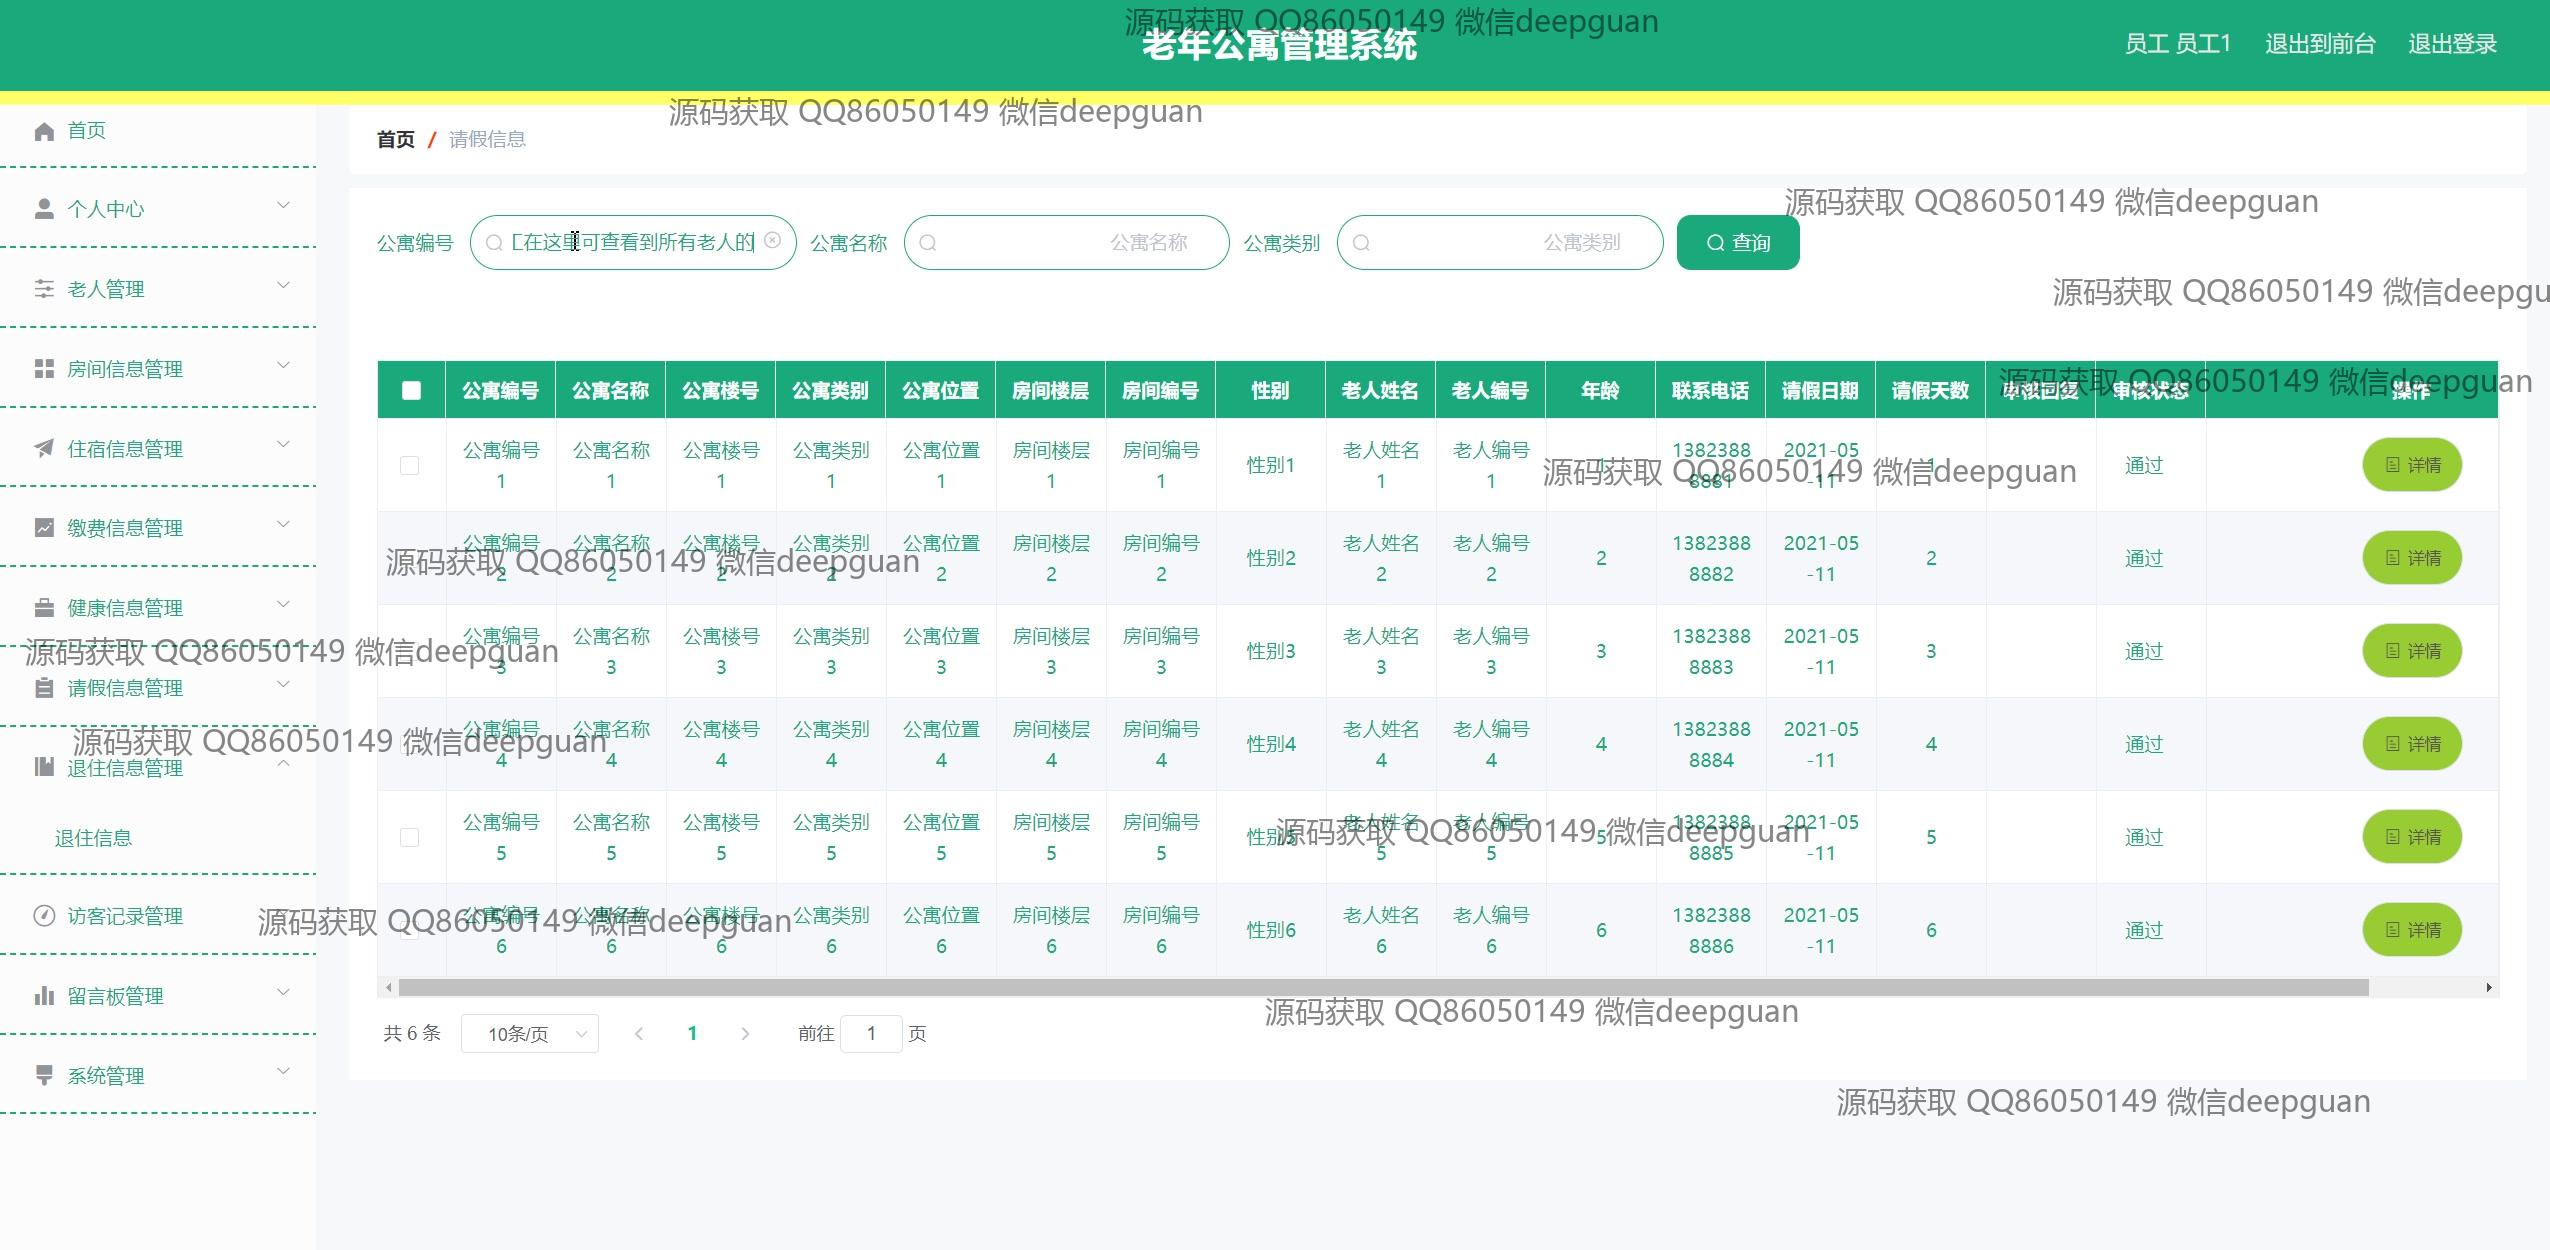 源码获取 QQ86050149 微信deepguan
老年公寓管理系统
员工 员工1 退出到前台 退出登录
源码获取 QQ86050149 微信deepguan
首页
首页 / 请假信息
个人中心
源码获取 QQ86050149 微信deepguan
公寓编号 在这里可查看到所有老人的 公寓名称 公寓名称 公寓类别 公寓类别 查询
老人管理
源码获取 QQ86050149 微信deepgu
房间信息管理
公寓编号 公寓名称 公寓楼号 公寓类别 公寓位置 房间楼层 房间编号 性别 老人姓名 老人编号 年龄 联系电话 请假日期 请假天数 审核回复 审核状态 操作
源码获取 QQ86050149 微信deepguan
住宿信息管理
公寓编号1 公寓名称1 公寓楼号1 公寓类别1 公寓位置1 房间楼层1 房间编号1 性别1 老人姓名1 老人编号1 1 13823888881 2021-05-11 1 通过 详情
源码获取 QQ86050149 微信deepguan
缴费信息管理
公寓编号2 公寓名称2 公寓楼号2 公寓类别2 公寓位置2 房间楼层2 房间编号2 性别2 老人姓名2 老人编号2 2 13823888882 2021-05-11 2 通过 详情
源码获取 QQ86050149 微信deepguan
健康信息管理
公寓编号3 公寓名称3 公寓楼号3 公寓类别3 公寓位置3 房间楼层3 房间编号3 性别3 老人姓名3 老人编号3 3 13823888883 2021-05-11 3 通过 详情
源码获取 QQ86050149 微信deepguan
请假信息管理
公寓编号4 公寓名称4 公寓楼号4 公寓类别4 公寓位置4 房间楼层4 房间编号4 性别4 老人姓名4 老人编号4 4 13823888884 2021-05-11 4 通过 详情
源码获取 QQ86050149 微信deepguan
退住信息管理
退住信息
公寓编号5 公寓名称5 公寓楼号5 公寓类别5 公寓位置5 房间楼层5 房间编号5 性别5 老人姓名5 老人编号5 5 13823888885 2021-05-11 5 通过 详情
源码获取 QQ86050149 微信deepguan
访客记录管理
公寓编号6 公寓名称6 公寓楼号6 公寓类别6 公寓位置6 房间楼层6 房间编号6 性别6 老人姓名6 老人编号6 6 13823888886 2021-05-11 6 通过 详情
源码获取 QQ86050149 微信deepguan
留言板管理
源码获取 QQ86050149 微信deepguan
共 6 条 10条/页 1 前往 1 页
系统管理
源码获取 QQ86050149 微信deepguan